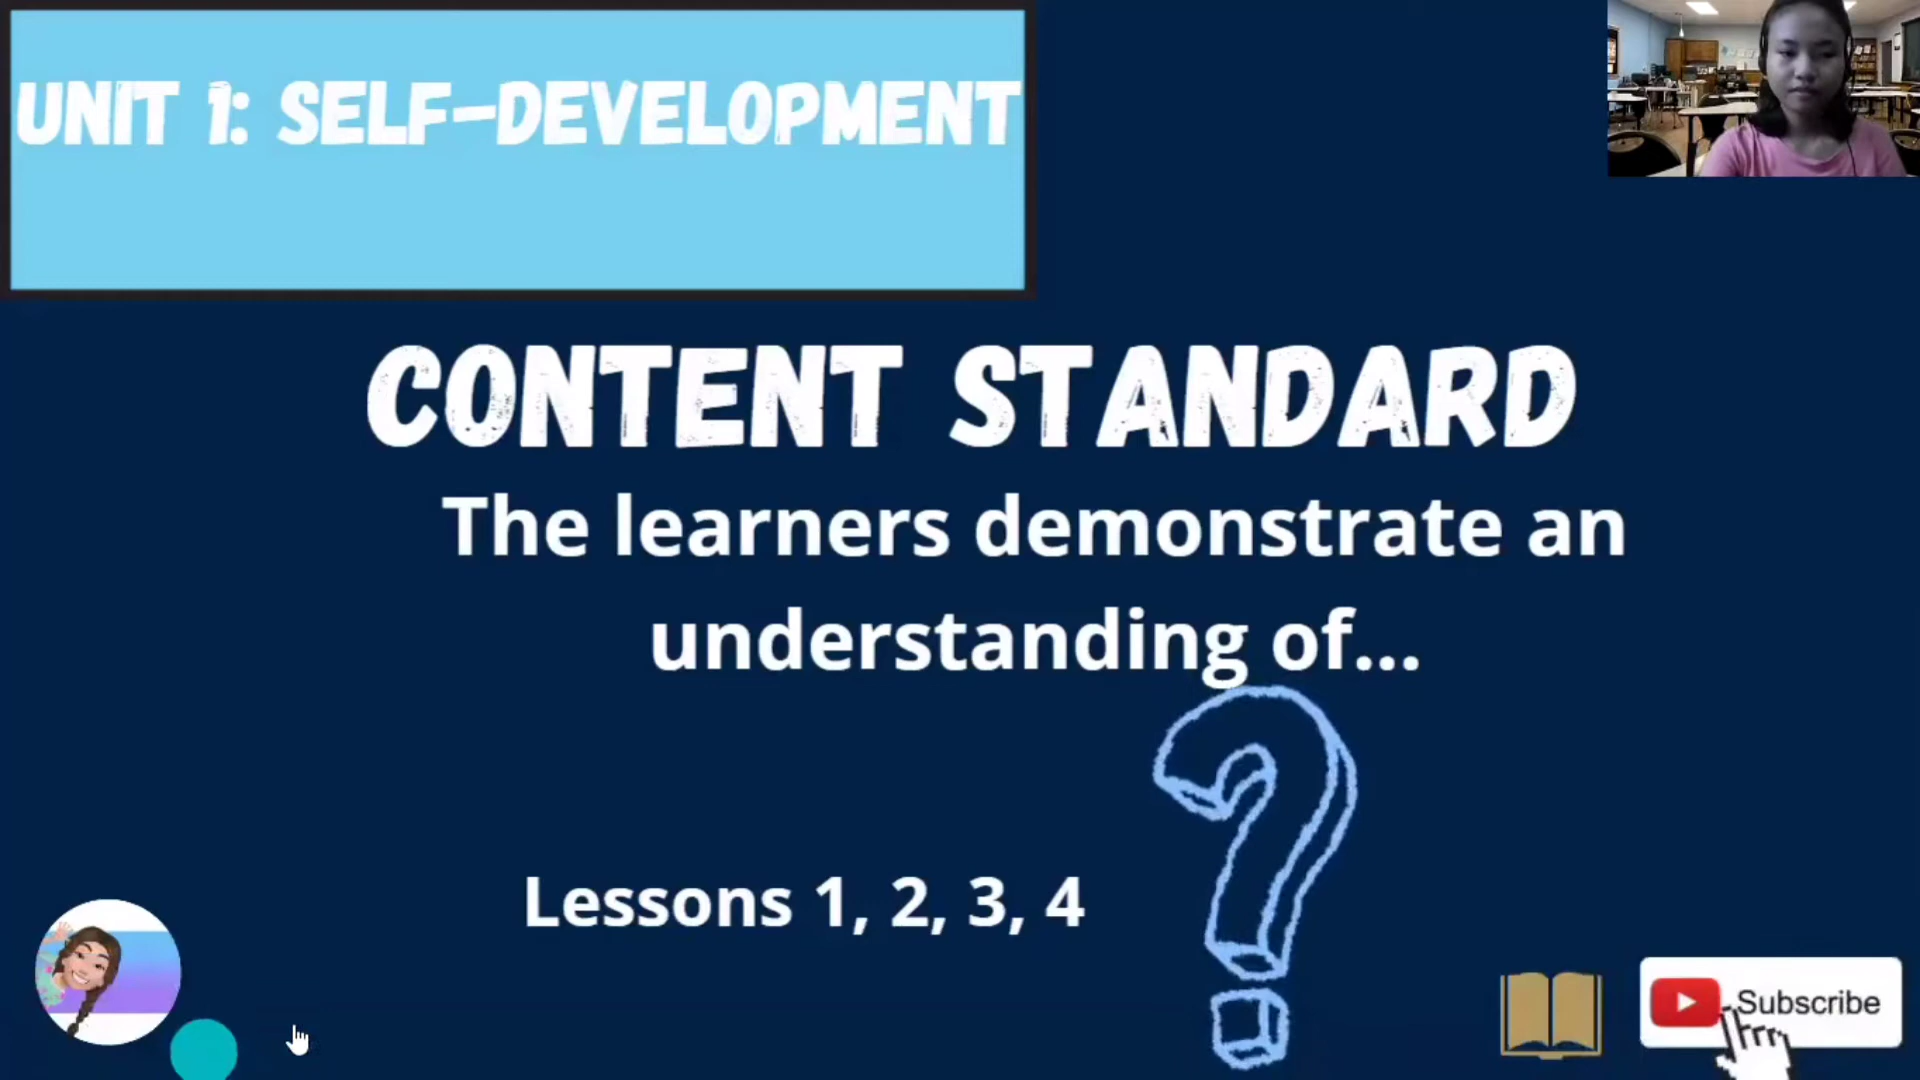 UNIT 1: SELF-DEVELOPMENT
CONTENT STANDARD
The learners demonstrate an
understanding of...
Lessons 1, 2, 3, 4
Subscribe